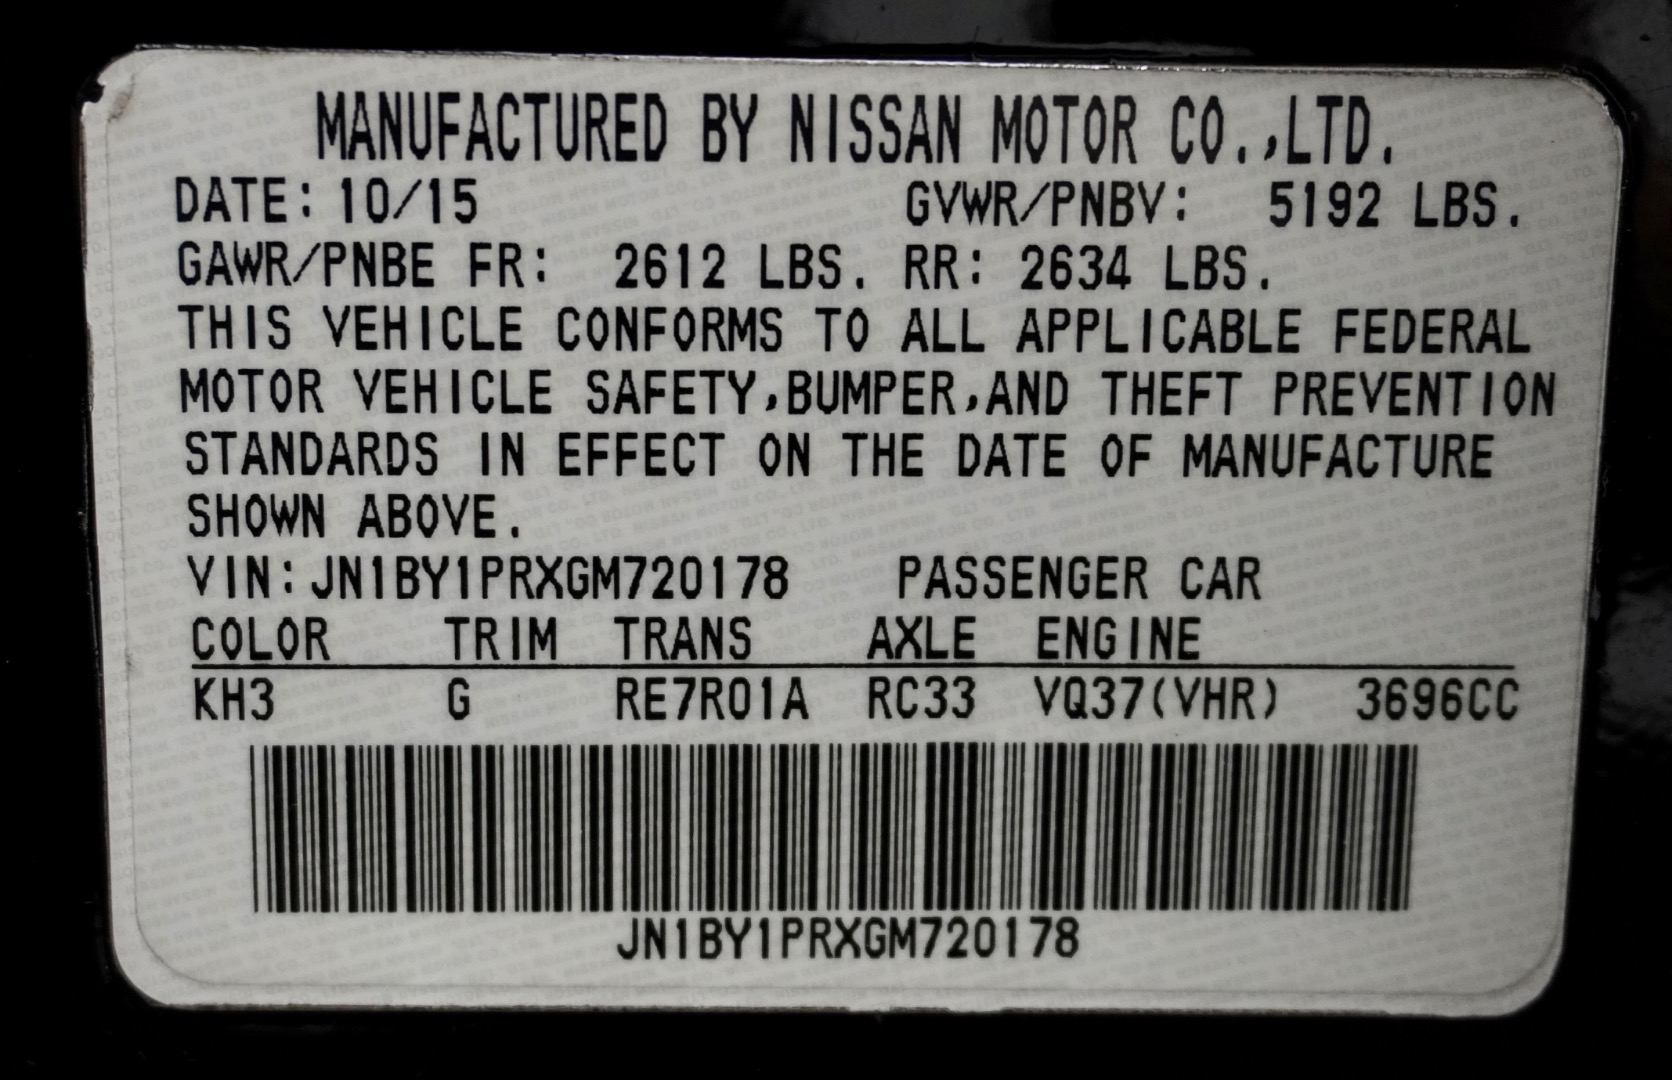 MANUFACTURED BY NISSAN MOTOR CO.,LTD.
DATE: 10/15 GVWR/PNBV: 5192 LBS.
GAWR/PNBE FR: 2612 LBS. RR: 2634 LBS.
THIS VEHICLE CONFORMS TO ALL APPLICABLE FEDERAL
MOTOR VEHICLE SAFETY,BUMPER,AND THEFT PREVENTION
STANDARDS IN EFFECT ON THE DATE OF MANUFACTURE
SHOWN ABOVE.
VIN:JN1BY1PRXGM720178 PASSENGER CAR
COLOR TRIM TRANS AXLE ENGINE
KH3 G RE7R01A RC33 VQ37(VHR) 3696CC
JN1BY1PRXGM720178